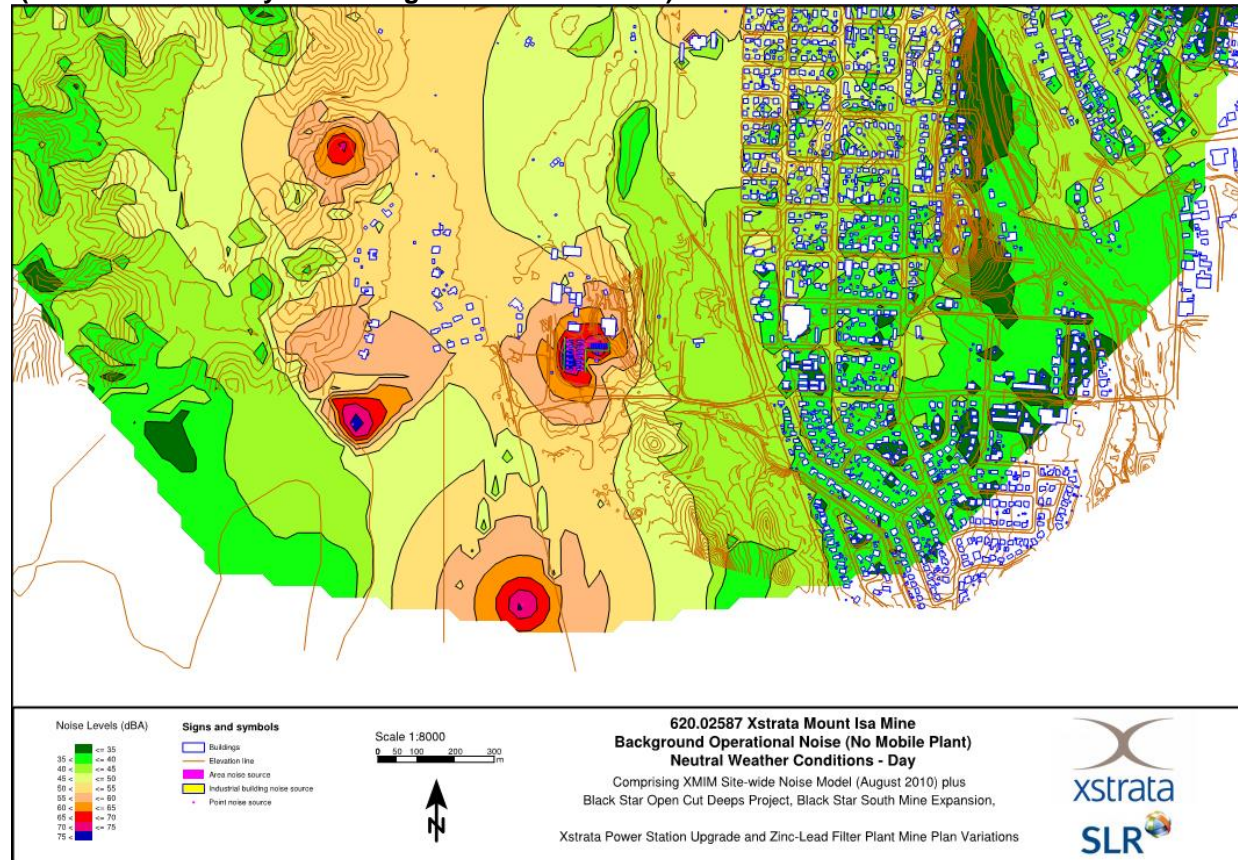 Noise Levels (dBA)
<= 35
35 < <= 40
40 < <= 45
45 < <= 50
50 < <= 55
55 < <= 60
60 < <= 65
65 < <= 70
70 < <= 75
75 <
Signs and symbols
Buildings
Elevation line
Area noise source
Industrial building noise source
Point noise source
Scale 1:8000
0 50 100 200 300
m
N
620.02587 Xstrata Mount Isa Mine
Background Operational Noise (No Mobile Plant)
Neutral Weather Conditions - Day
Comprising XMIM Site-wide Noise Model (August 2010) plus
Black Star Open Cut Deeps Project, Black Star South Mine Expansion,
Xstrata Power Station Upgrade and Zinc-Lead Filter Plant Mine Plan Variations
xstrata
SLR